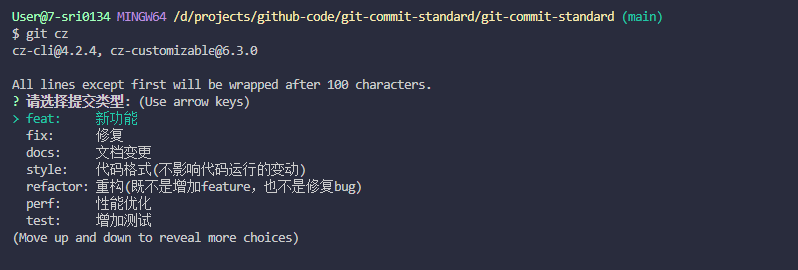 User@7-sri0134 MINGW64 /d/projects/github-code/git-commit-standard/git-commit-standard (main)
$ git cz
cz-cli@4.2.4, cz-customizable@6.3.0
All lines except first will be wrapped after 100 characters.
? 请选择提交类型: (Use arrow keys)
> feat:     新功能
fix:      修复
docs:     文档变更
style:    代码格式(不影响代码运行的变动)
refactor: 重构(既不是增加feature，也不是修复bug)
perf:     性能优化
test:     增加测试
(Move up and down to reveal more choices)